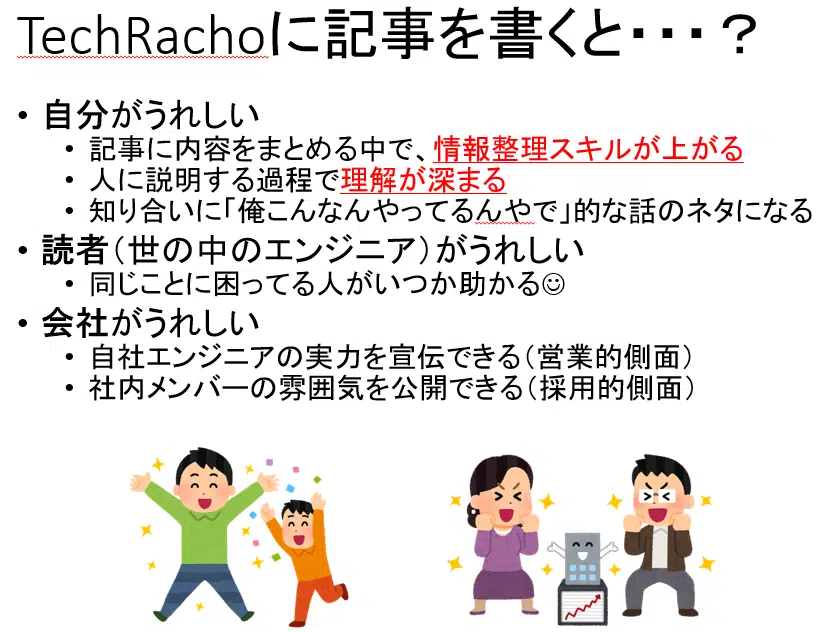 TechRachoに記事を書くと・・・？
• 自分がうれしい
• 記事に内容をまとめる中で、情報整理スキルが上がる
• 人に説明する過程で理解が深まる
• 知り合いに「俺こんなんやってるんやで」的な話のネタになる
• 読者（世の中のエンジニア）がうれしい
• 同じことに困ってる人がいつか助かる☺
• 会社がうれしい
• 自社エンジニアの実力を宣伝できる（営業的側面）
• 社内メンバーの雰囲気を公開できる（採用的側面）